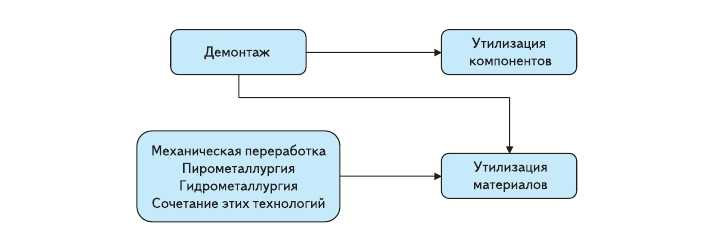 Демонтаж
Утилизация
компонентов
Механическая переработка
Пирометаллургия
Гидрометаллургия
Сочетание этих технологий
Утилизация
материалов